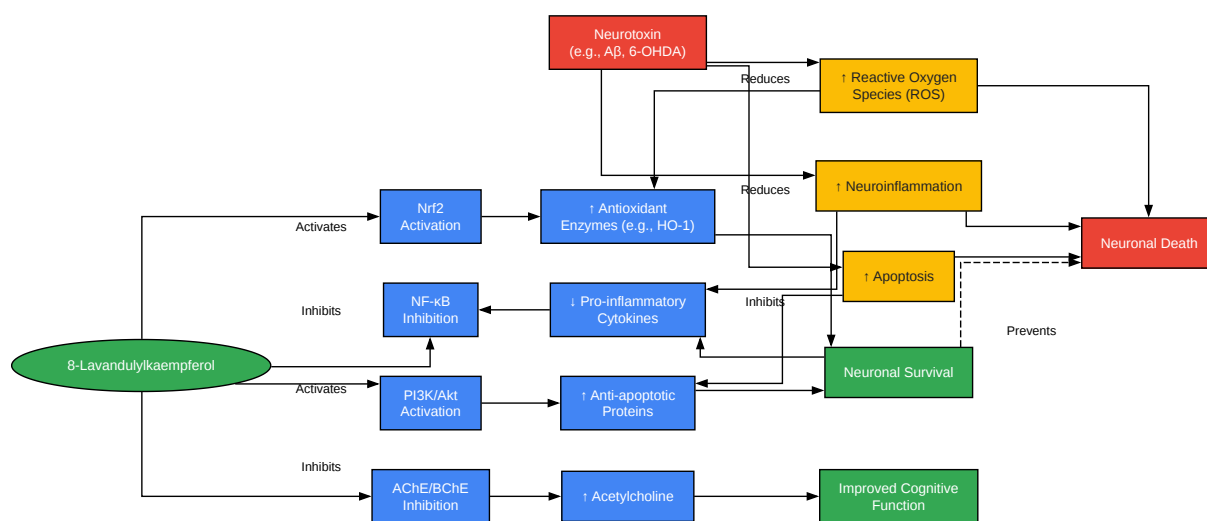 Neurotoxin
(e.g., Aβ, 6-OHDA)
Reduces
↑ Reactive Oxygen
Species (ROS)
Reduces
↑ Neuroinflammation
Nrf2
Activation
↑ Antioxidant
Enzymes (e.g., HO-1)
Activates
Neuronal Death
↑ Apoptosis
Inhibits
NF-κB
Inhibition
↓ Pro-inflammatory
Cytokines
Inhibits
Prevents
8-Lavandulylkaempferol
Neuronal Survival
Activates
PI3K/Akt
Activation
↑ Anti-apoptotic
Proteins
Inhibits
AChE/BChE
Inhibition
↑ Acetylcholine
Improved Cognitive
Function